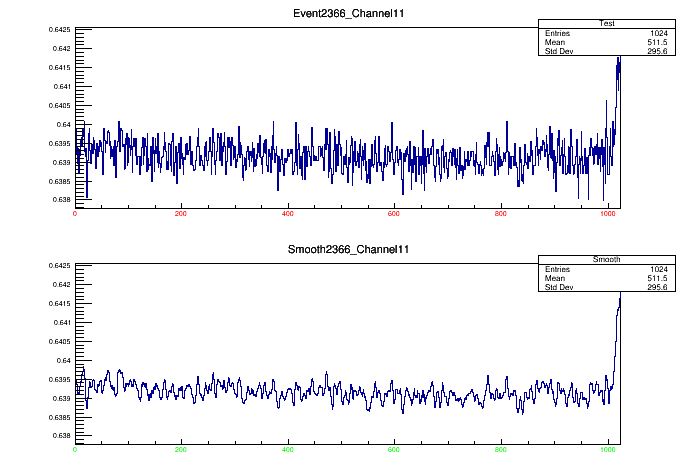 Event2366_Channel11
Test
Entries 1024
Mean 511.5
Std Dev 295.6
0.6425
0.642
0.6415
0.641
0.6405
0.64
0.6395
0.639
0.6385
0.638
0 200 400 600 800 1000
Smooth2366_Channel11
Smooth
Entries 1024
Mean 511.5
Std Dev 295.6
0.6425
0.642
0.6415
0.641
0.6405
0.64
0.6395
0.639
0.6385
0.638
0 200 400 600 800 1000